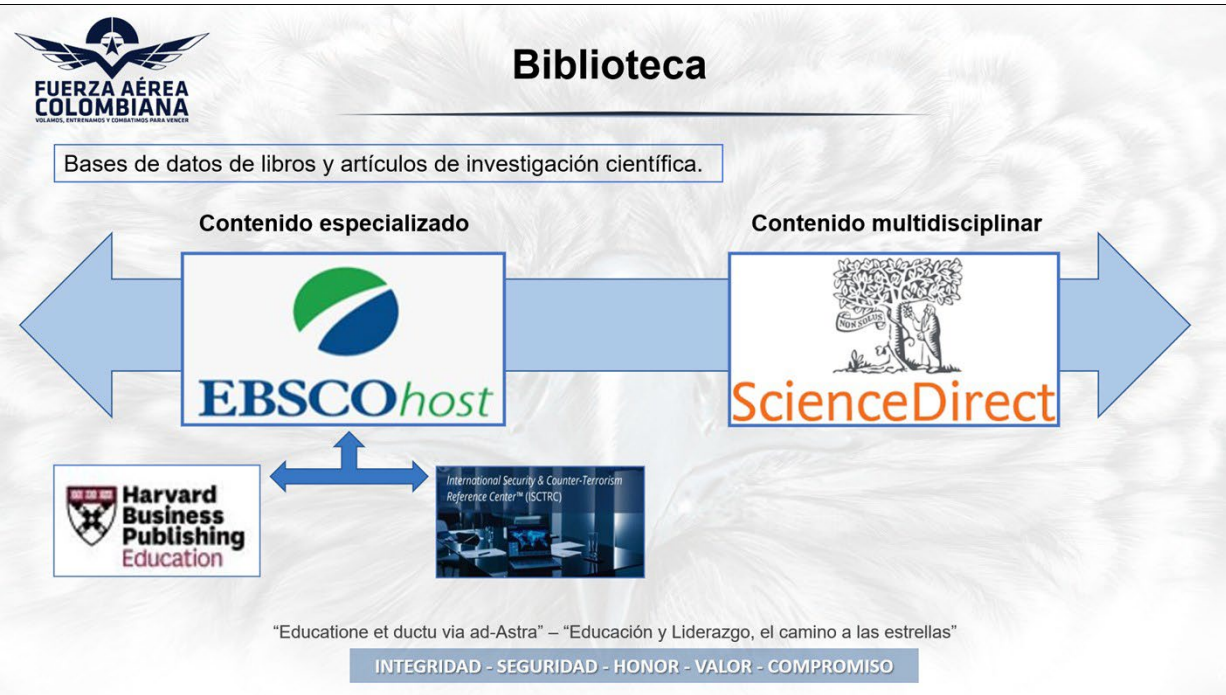 FUERZA AÉREA
COLOMBIANA
VOLAMOS, ENTRENAMOS Y COMBATIMOS PARA VENCER
Biblioteca
Bases de datos de libros y artículos de investigación científica.
Contenido especializado
Contenido multidisciplinar
EBSCOhost
NON SOLUS
ScienceDirect
Harvard
Business
Publishing
Education
International Security & Counter-Terrorism
Reference Center™ (ISCTRC)
“Educatione et ductu via ad-Astra” – “Educación y Liderazgo, el camino a las estrellas”
INTEGRIDAD - SEGURIDAD - HONOR - VALOR - COMPROMISO